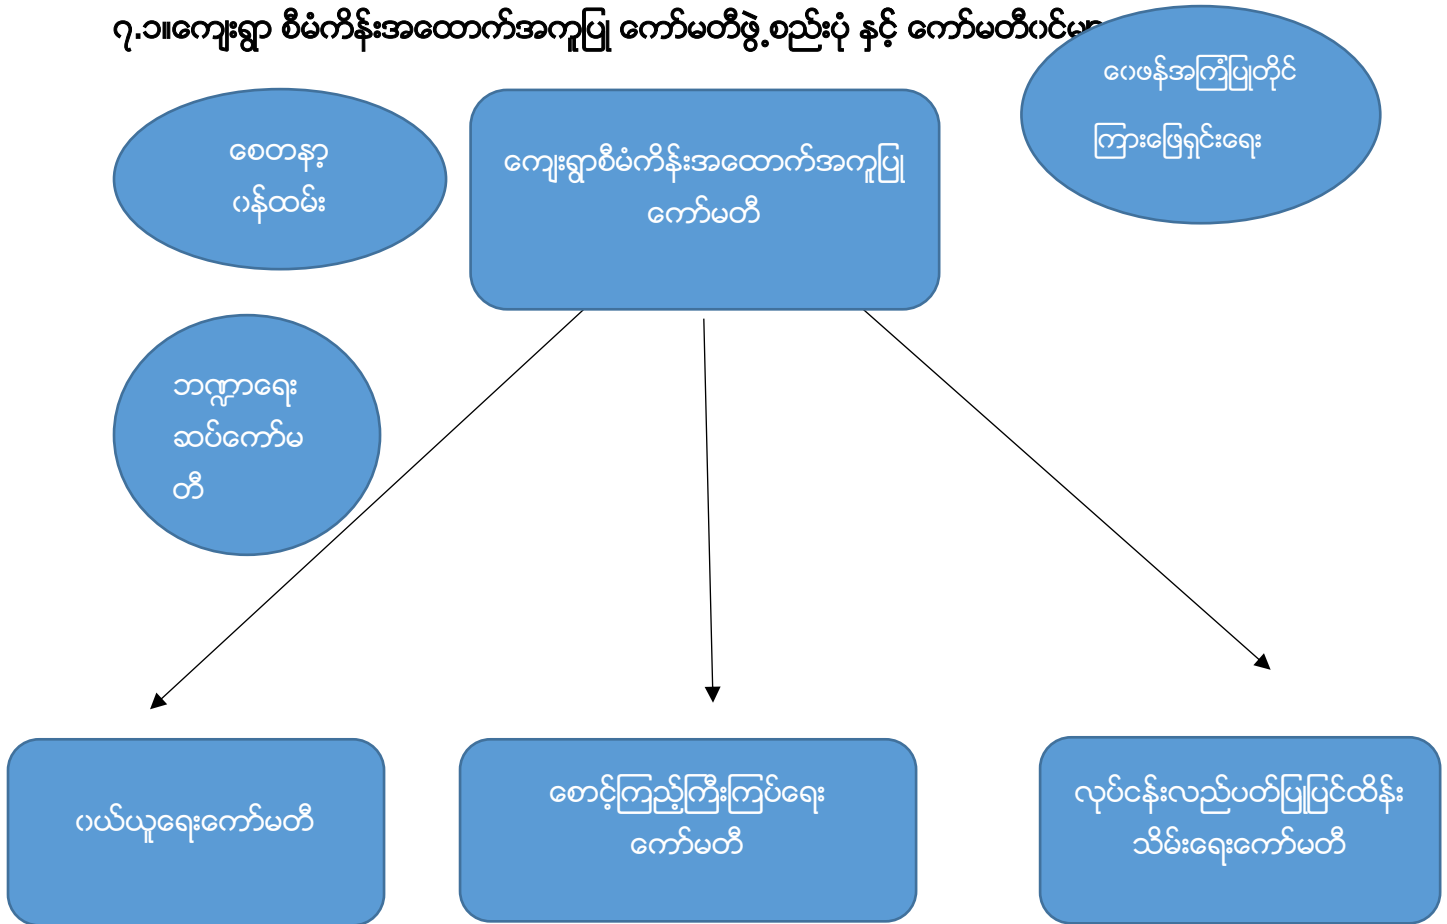 ၇.၁။ကျေးရွာ စီမံကိန်းအထောက်အကူပြု ကော်မတီဖွဲ့စည်းပုံ နှင့် ကော်မတီဝင်
ဝေဖန်အကြံပြုတိုင်
ကြားဖြေရှင်းရေး
စေတနာ့
ဝန်ထမ်း
ကျေးရွာစီမံကိန်းအထောက်အကူပြု
ကော်မတီ
ဘဏ္ဍာရေး
ဆပ်ကော်မ
တီ
ဝယ်ယူရေးကော်မတီ
စောင့်ကြည့်ကြီးကြပ်ရေး
ကော်မတီ
လုပ်ငန်းလည်ပတ်ပြုပြင်ထိန်း
သိမ်းရေးကော်မတီ